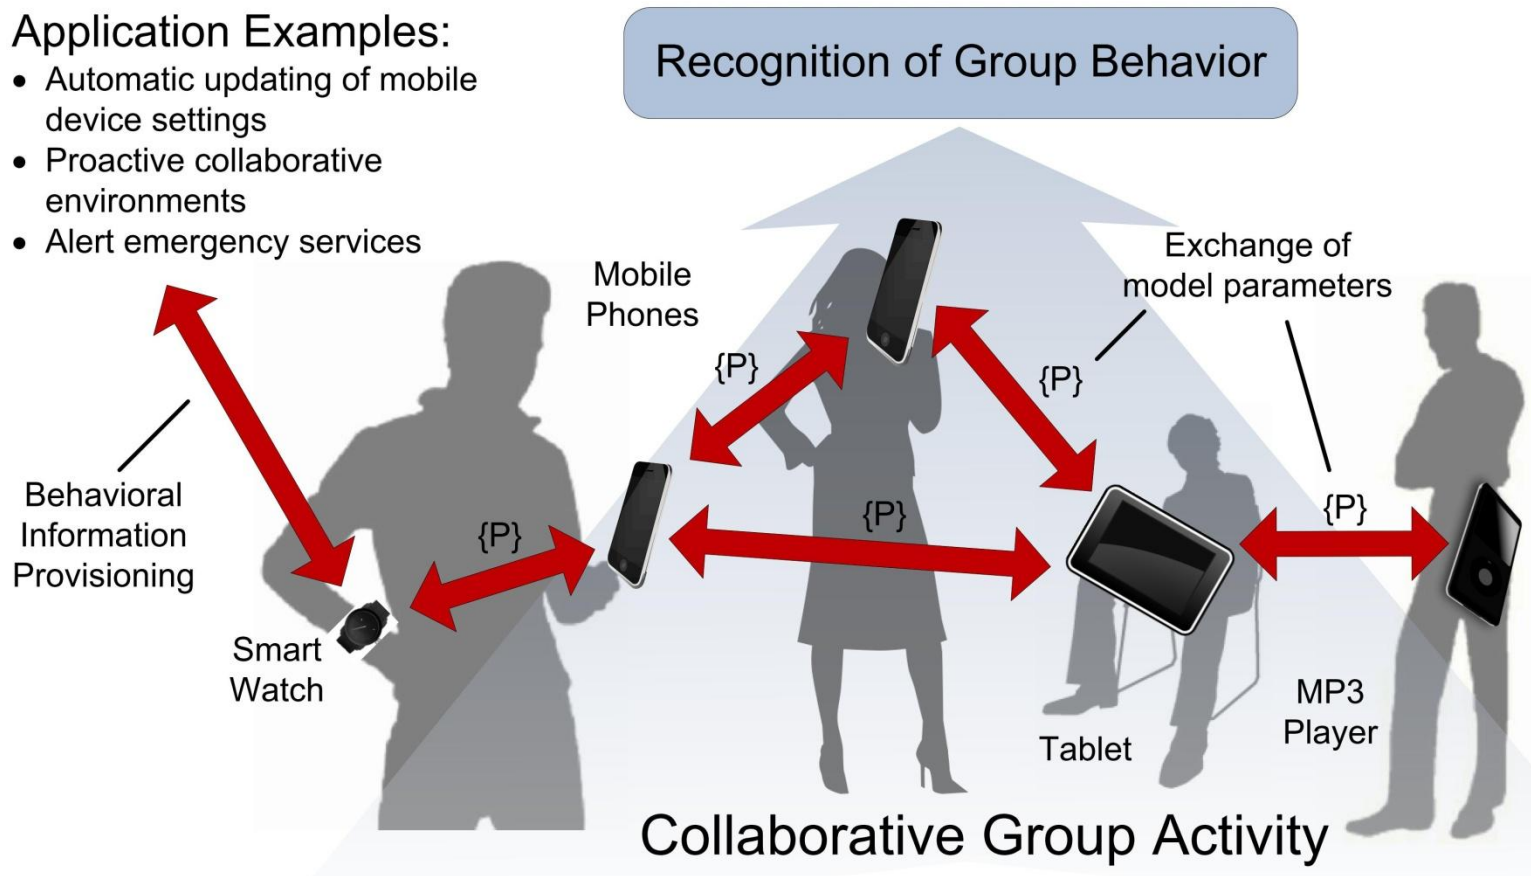 Application Examples:
• Automatic updating of mobile
device settings
• Proactive collaborative
environments
• Alert emergency services
Recognition of Group Behavior
Mobile
Phones
Exchange of
model parameters
{P}
{P}
{P}
{P}
{P}
Behavioral
Information
Provisioning
Smart
Watch
Tablet
MP3
Player
Collaborative Group Activity